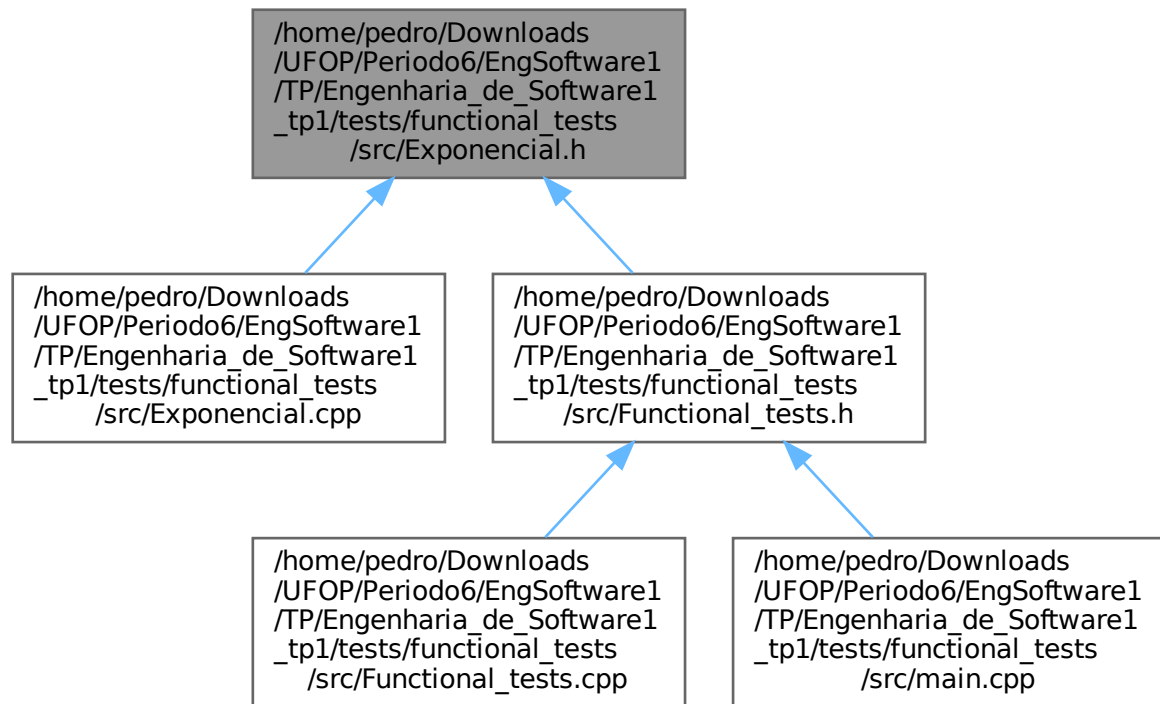 /home/pedro/Downloads
/UFOP/Periodo6/EngSoftware1
/TP/Engenharia_de_Software1
_tp1/tests/functional_tests
/src/Exponencial.h
/home/pedro/Downloads
/UFOP/Periodo6/EngSoftware1
/TP/Engenharia_de_Software1
_tp1/tests/functional_tests
/src/Exponencial.cpp
/home/pedro/Downloads
/UFOP/Periodo6/EngSoftware1
/TP/Engenharia_de_Software1
_tp1/tests/functional_tests
/src/Functional_tests.h
/home/pedro/Downloads
/UFOP/Periodo6/EngSoftware1
/TP/Engenharia_de_Software1
_tp1/tests/functional_tests
/src/Functional_tests.cpp
/home/pedro/Downloads
/UFOP/Periodo6/EngSoftware1
/TP/Engenharia_de_Software1
_tp1/tests/functional_tests
/src/main.cpp